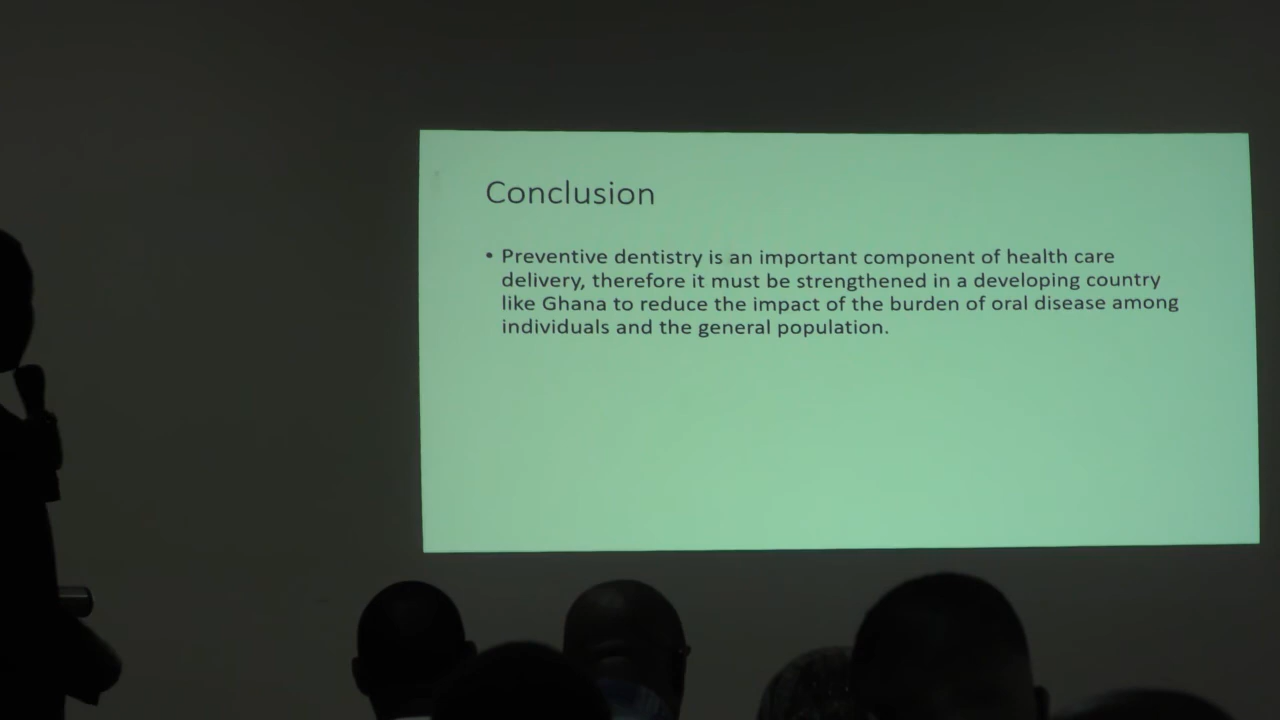 Conclusion
• Preventive dentistry is an important component of health care
delivery, therefore it must be strengthened in a developing country
like Ghana to reduce the impact of the burden of oral disease among
individuals and the general population.